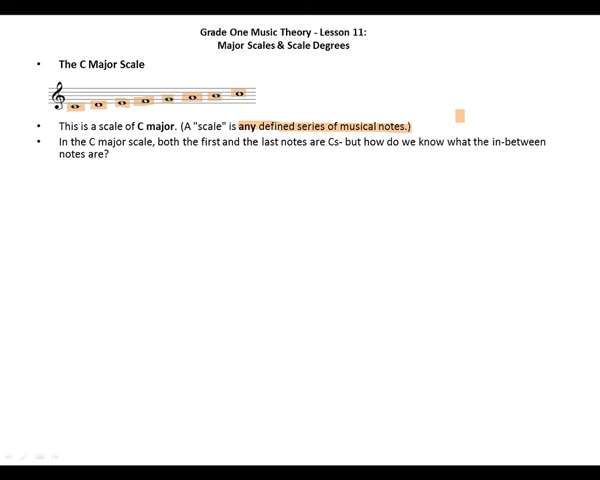 Grade One Music Theory - Lesson 11:
Major Scales & Scale Degrees
• The C Major Scale
• This is a scale of C major. (A "scale" is any defined series of musical notes.)
• In the C major scale, both the first and the last notes are Cs- but how do we know what the in-between
notes are?